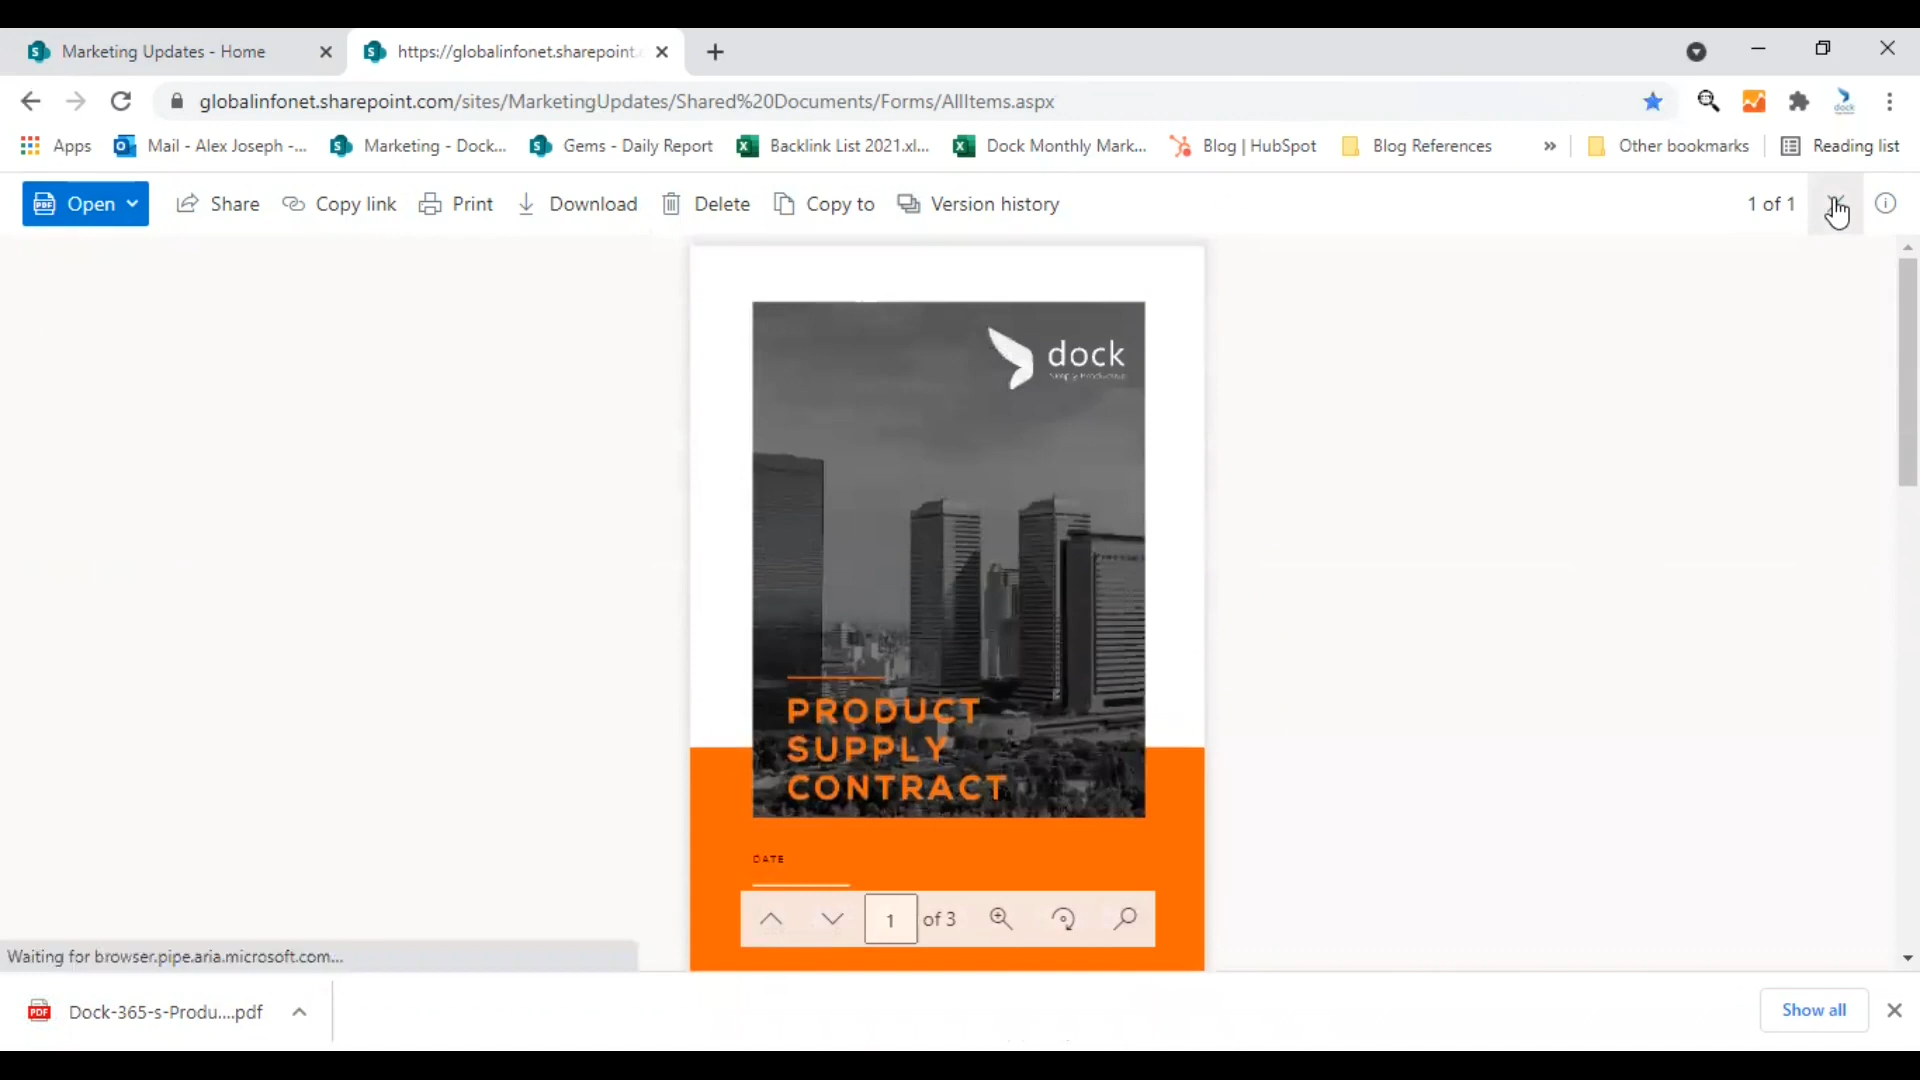 Marketing Updates - Home
https://globalinfonet.sharepoint.
globalinfonet.sharepoint.com/sites/MarketingUpdates/Shared%20Documents/Forms/AllItems.aspx
dock
Apps
Mail - Alex Joseph -...
Marketing - Dock...
Gems - Daily Report
Backlink List 2021.xl...
Dock Monthly Mark...
Blog | HubSpot
Blog References
»
Other bookmarks
Reading list
Open
Share
Copy link
Print
Download
Delete
Copy to
Version history
1 of 1
dock
PRODUCT
SUPPLY
CONTRACT
DATE
1 of 3
Waiting for browser.pipe.aria.microsoft.com...
PDF
Dock-365-s-Produ....pdf
Show all